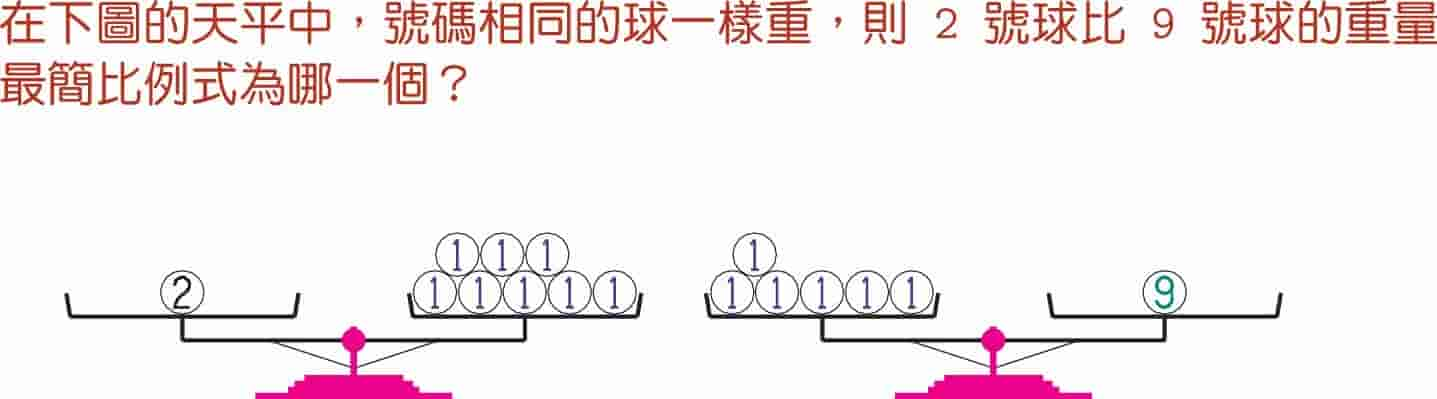 在下圖的天平中，號碼相同的球一樣重，則 2 號球比 9 號球的重量
最簡比例式為哪一個？
1 1 1 1
2 1 1 1 1 1 1 1 1 1 1 9